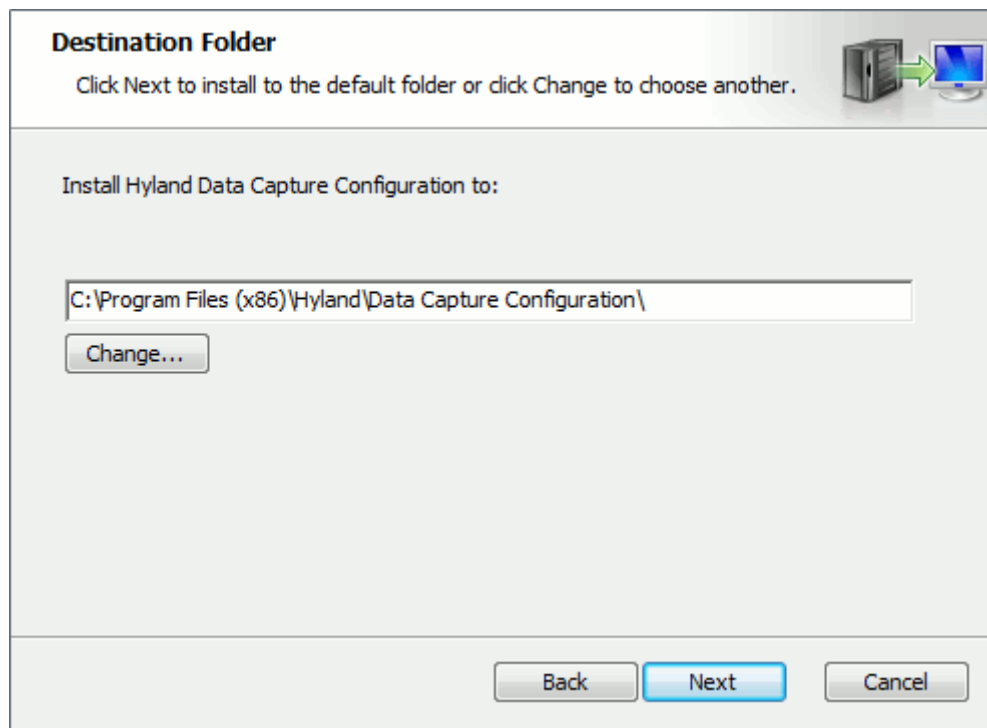 Destination Folder
Click Next to install to the default folder or click Change to choose another.
Install Hyland Data Capture Configuration to:
C:\Program Files (x86)\Hyland\Data Capture Configuration\
Change...
Back Next Cancel